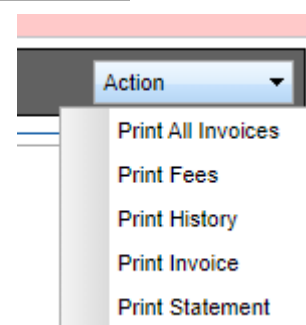 Action
Print All Invoices
Print Fees
Print History
Print Invoice
Print Statement